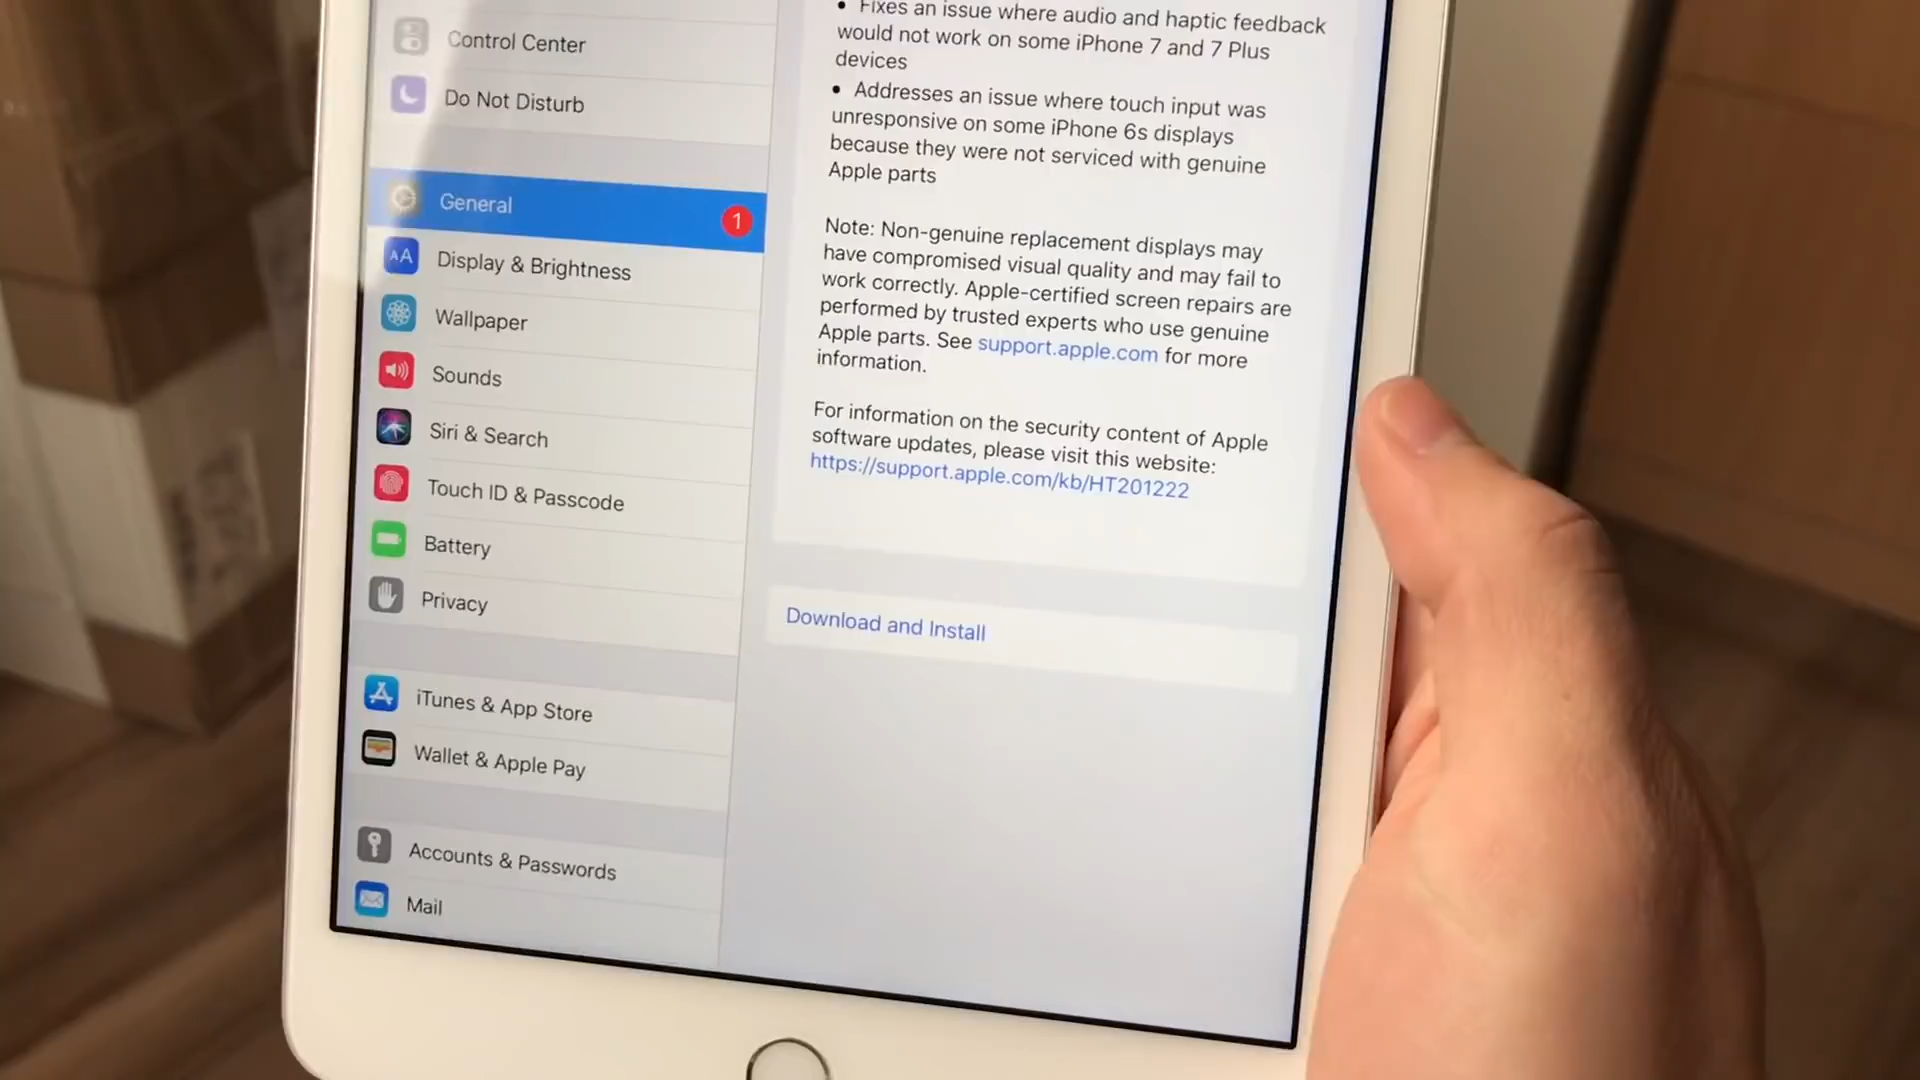 Control Center
Do Not Disturb
General
1
Display & Brightness
Wallpaper
Sounds
Siri & Search
Touch ID & Passcode
Battery
Privacy
iTunes & App Store
Wallet & Apple Pay
Accounts & Passwords
Mail
• Fixes an issue where audio and haptic feedback
would not work on some iPhone 7 and 7 Plus
devices
• Addresses an issue where touch input was
unresponsive on some iPhone 6s displays
because they were not serviced with genuine
Apple parts
Note: Non-genuine replacement displays may
have compromised visual quality and may fail to
work correctly. Apple-certified screen repairs are
performed by trusted experts who use genuine
Apple parts. See support.apple.com for more
information.
For information on the security content of Apple
software updates, please visit this website:
https://support.apple.com/kb/HT201222
Download and Install